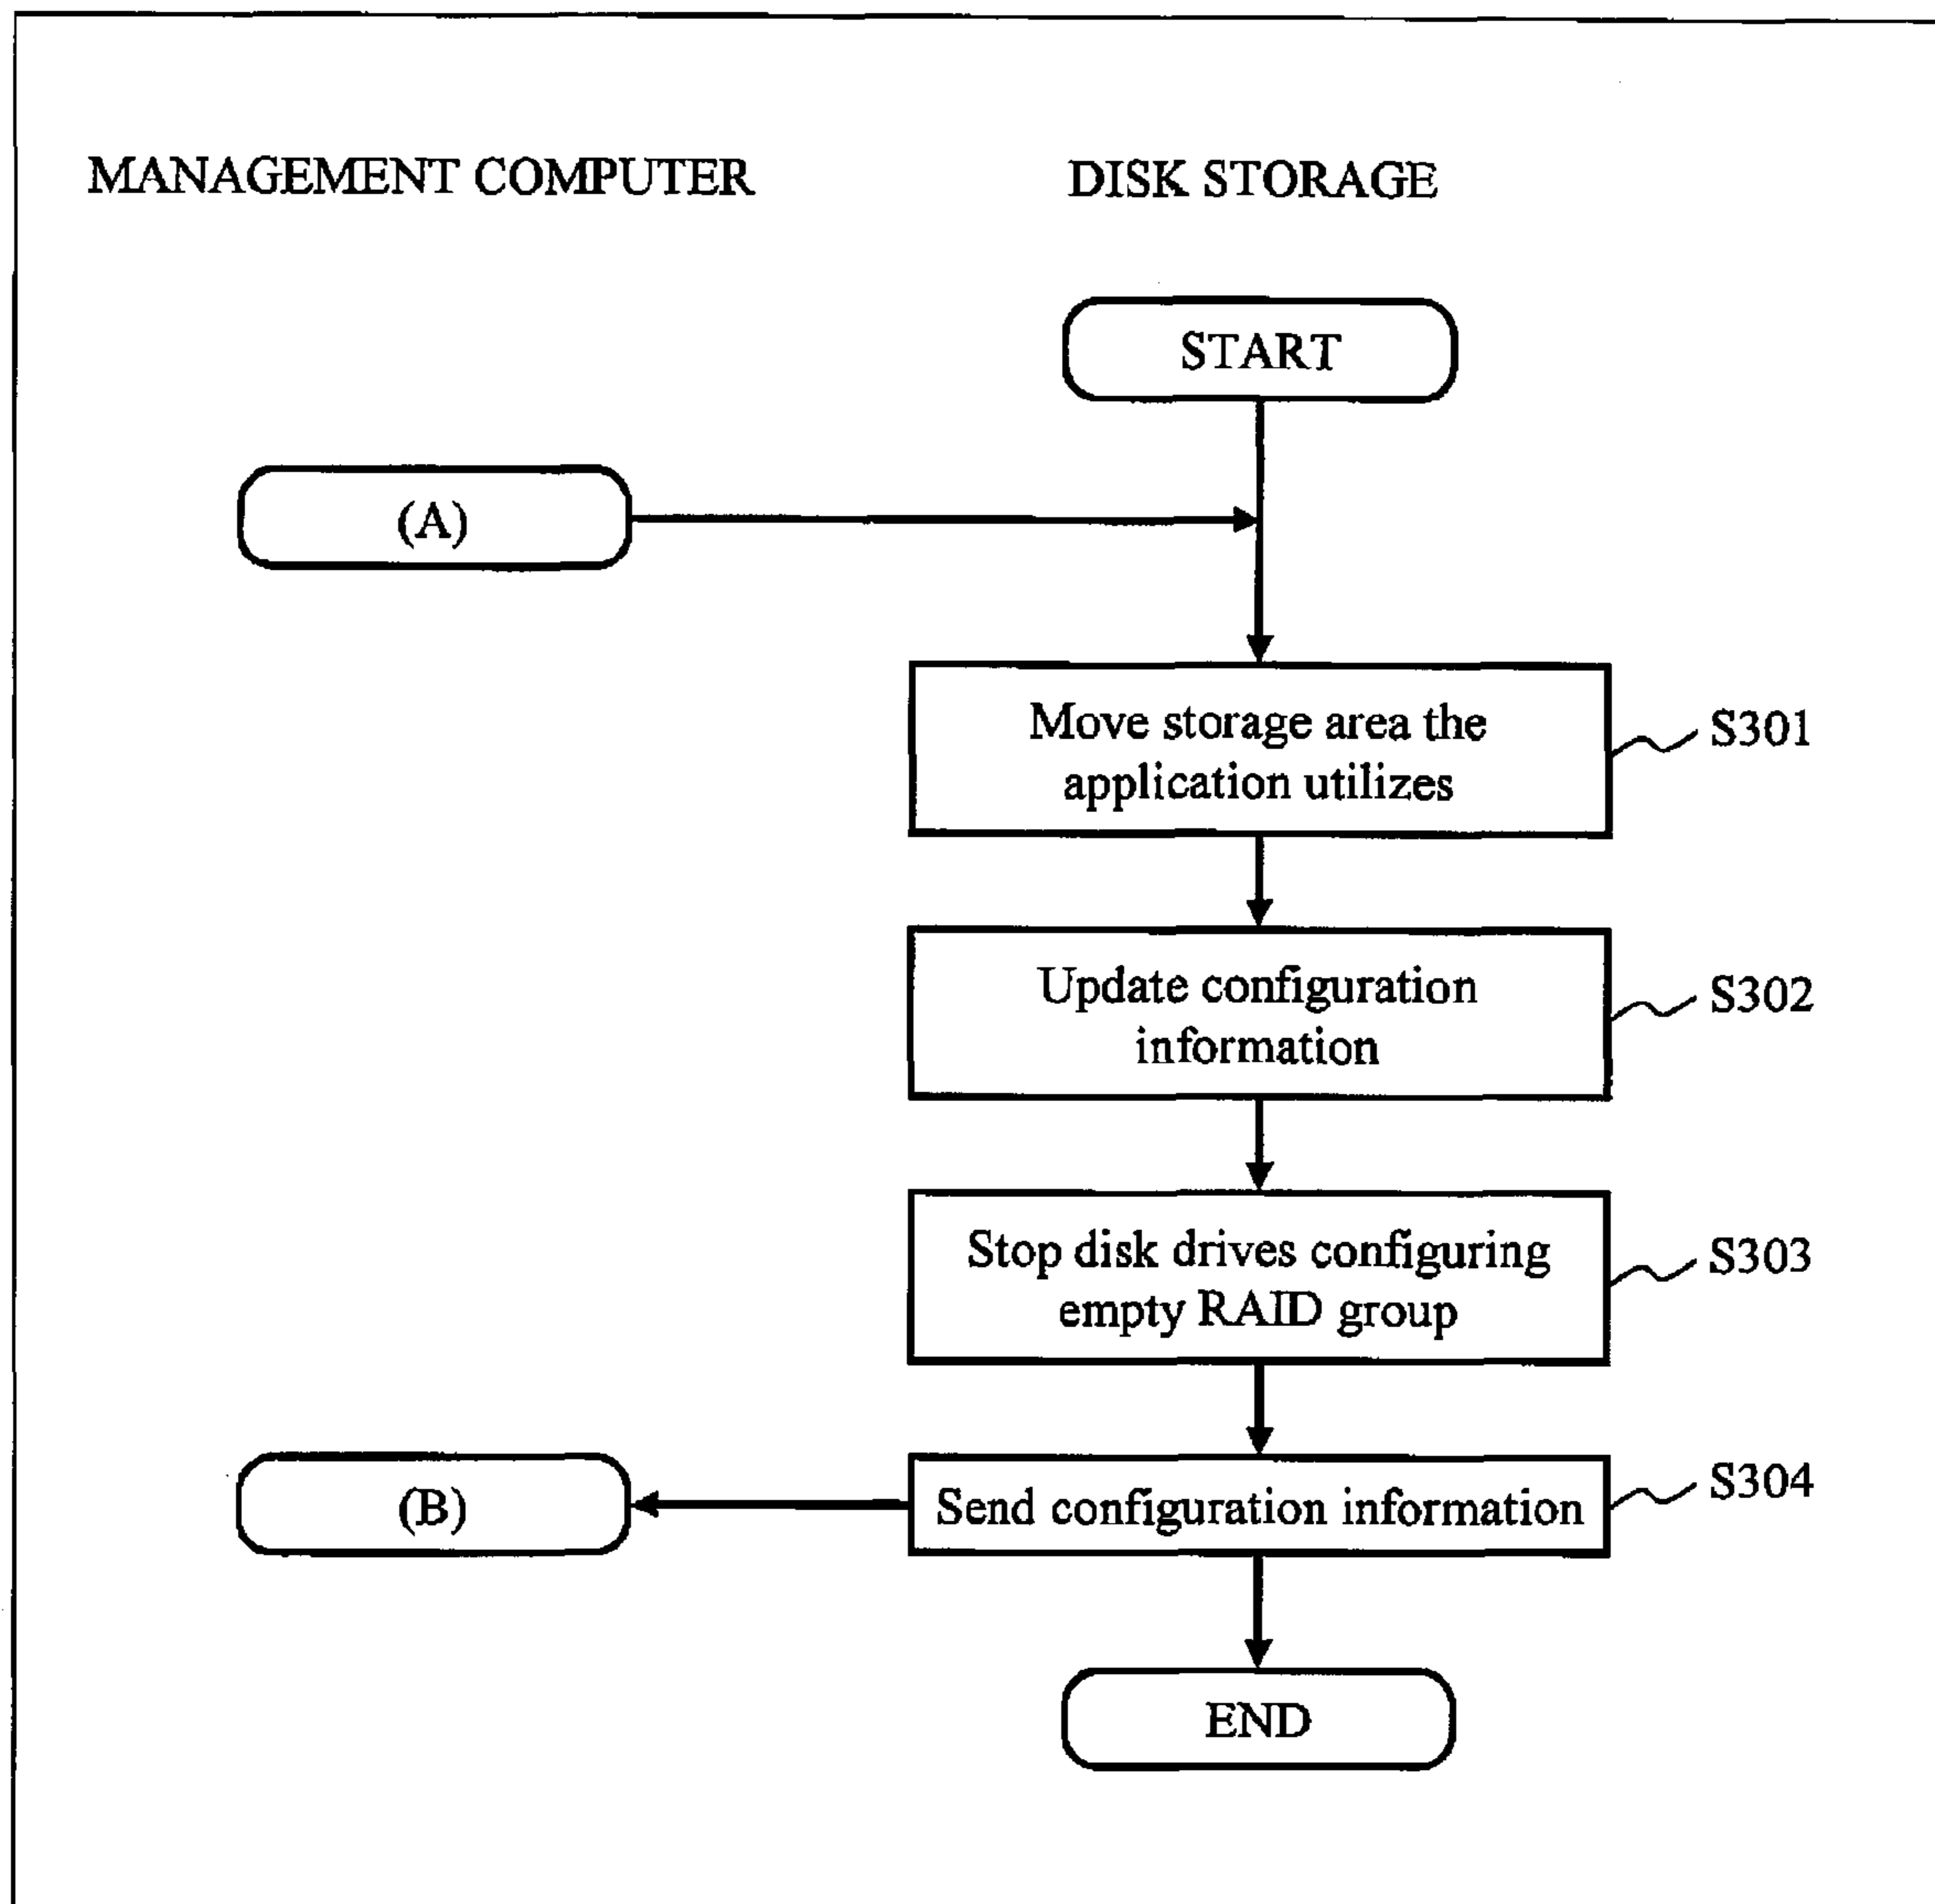 MANAGEMENT COMPUTER
DISK STORAGE
START
(A)
Move storage area the
application utilizes
S301
Update configuration
information
S302
Stop disk drives configuring
empty RAID group
S303
(B)
Send configuration information
S304
END